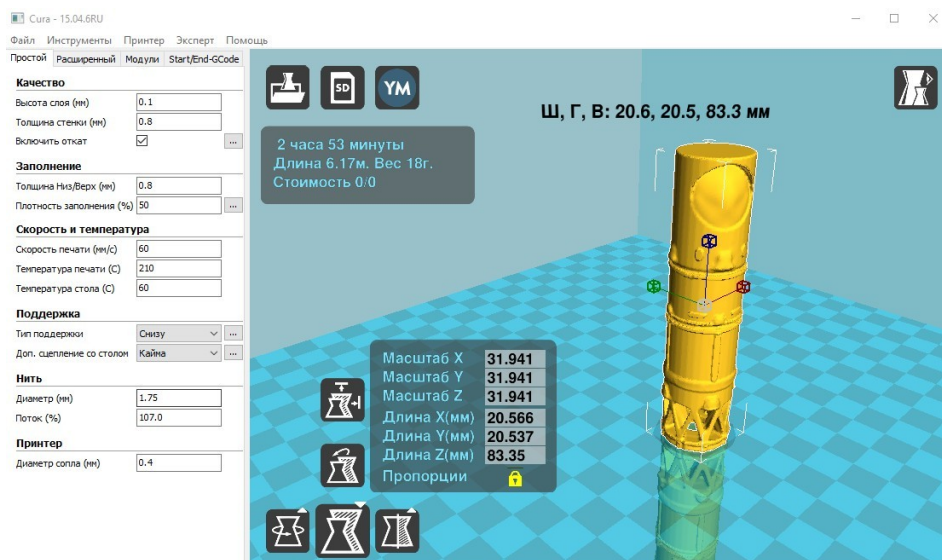 Cura - 15.04.6RU
Файл Инструменты Принтер Эксперт Помощь
Простой Расширенный Модули Start/End-GCode
Качество
Высота слоя (мм) 0.1
Толщина стенки (мм) 0.8
Включить откат ...
Заполнение
Толщина Низ/Верх (мм) 0.8
Плотность заполнения (%) 50 ...
Скорость и температура
Скорость печати (мм/с) 60
Температура печати (C) 210
Температура стола (C) 60
Поддержка
Тип поддержки Снизу ...
Доп. сцепление со столом Кайма ...
Нить
Диаметр (мм) 1.75
Поток (%) 107.0
Принтер
Диаметр сопла (мм) 0.4
SD
YM
2 часа 53 минуты
Длина 6.17м. Вес 18г.
Стоимость 0/0
Ш, Г, В: 20.6, 20.5, 83.3 мм
Масштаб X 31.941
Масштаб Y 31.941
Масштаб Z 31.941
Длина X(мм) 20.566
Длина Y(мм) 20.537
Длина Z(мм) 83.35
Пропорции